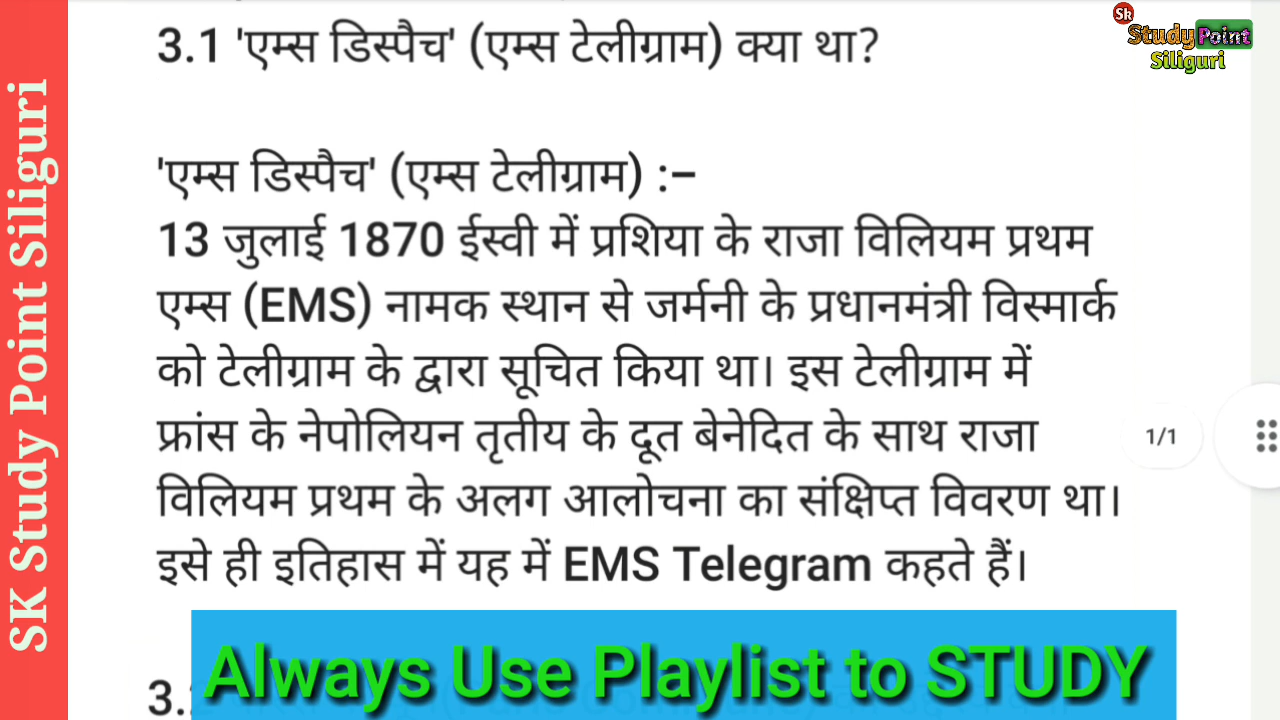 3.1 'एम्स डिस्पैच' (एम्स टेलीग्राम) क्या था?
Sk
Study Point
Siliguri
SK Study Point Siliguri
'एम्स डिस्पैच' (एम्स टेलीग्राम) :–
13 जुलाई 1870 ईस्वी में प्रशिया के राजा विलियम प्रथम
एम्स (EMS) नामक स्थान से जर्मनी के प्रधानमंत्री विस्मार्क
को टेलीग्राम के द्वारा सूचित किया था। इस टेलीग्राम में
फ्रांस के नेपोलियन तृतीय के दूत बेनेदित के साथ राजा
1/1
विलियम प्रथम के अलग आलोचना का संक्षिप्त विवरण था।
इसे ही इतिहास में यह में EMS Telegram कहते हैं।
Always Use Playlist to STUDY
3.